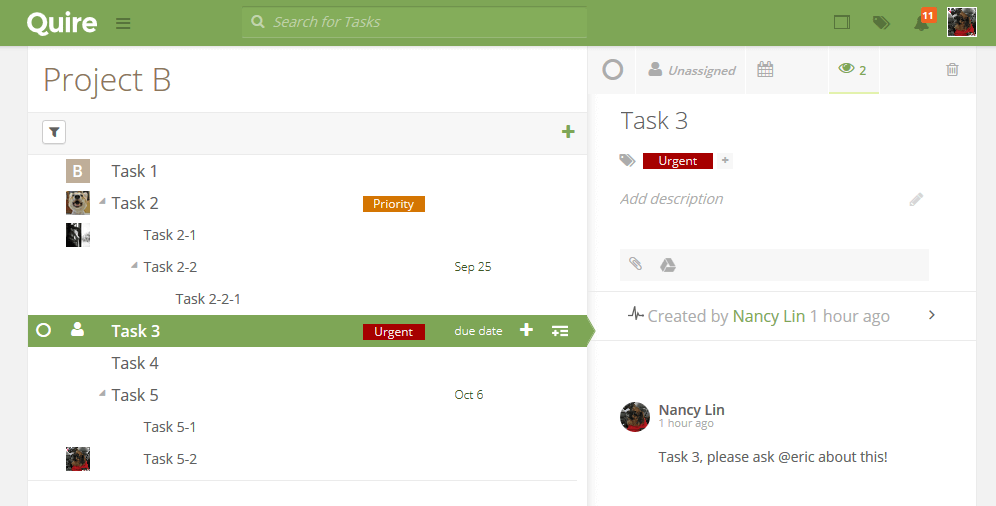 Quire
Search for Tasks
11
Project B
B Task 1
Task 2 Priority
Task 2-1
Task 2-2 Sep 25
Task 2-2-1
Task 3 Urgent due date
Task 4
Task 5 Oct 6
Task 5-1
Task 5-2
Unassigned 2
Task 3
Urgent +
Add description
Created by Nancy Lin 1 hour ago
Nancy Lin
1 hour ago
Task 3, please ask @eric about this!